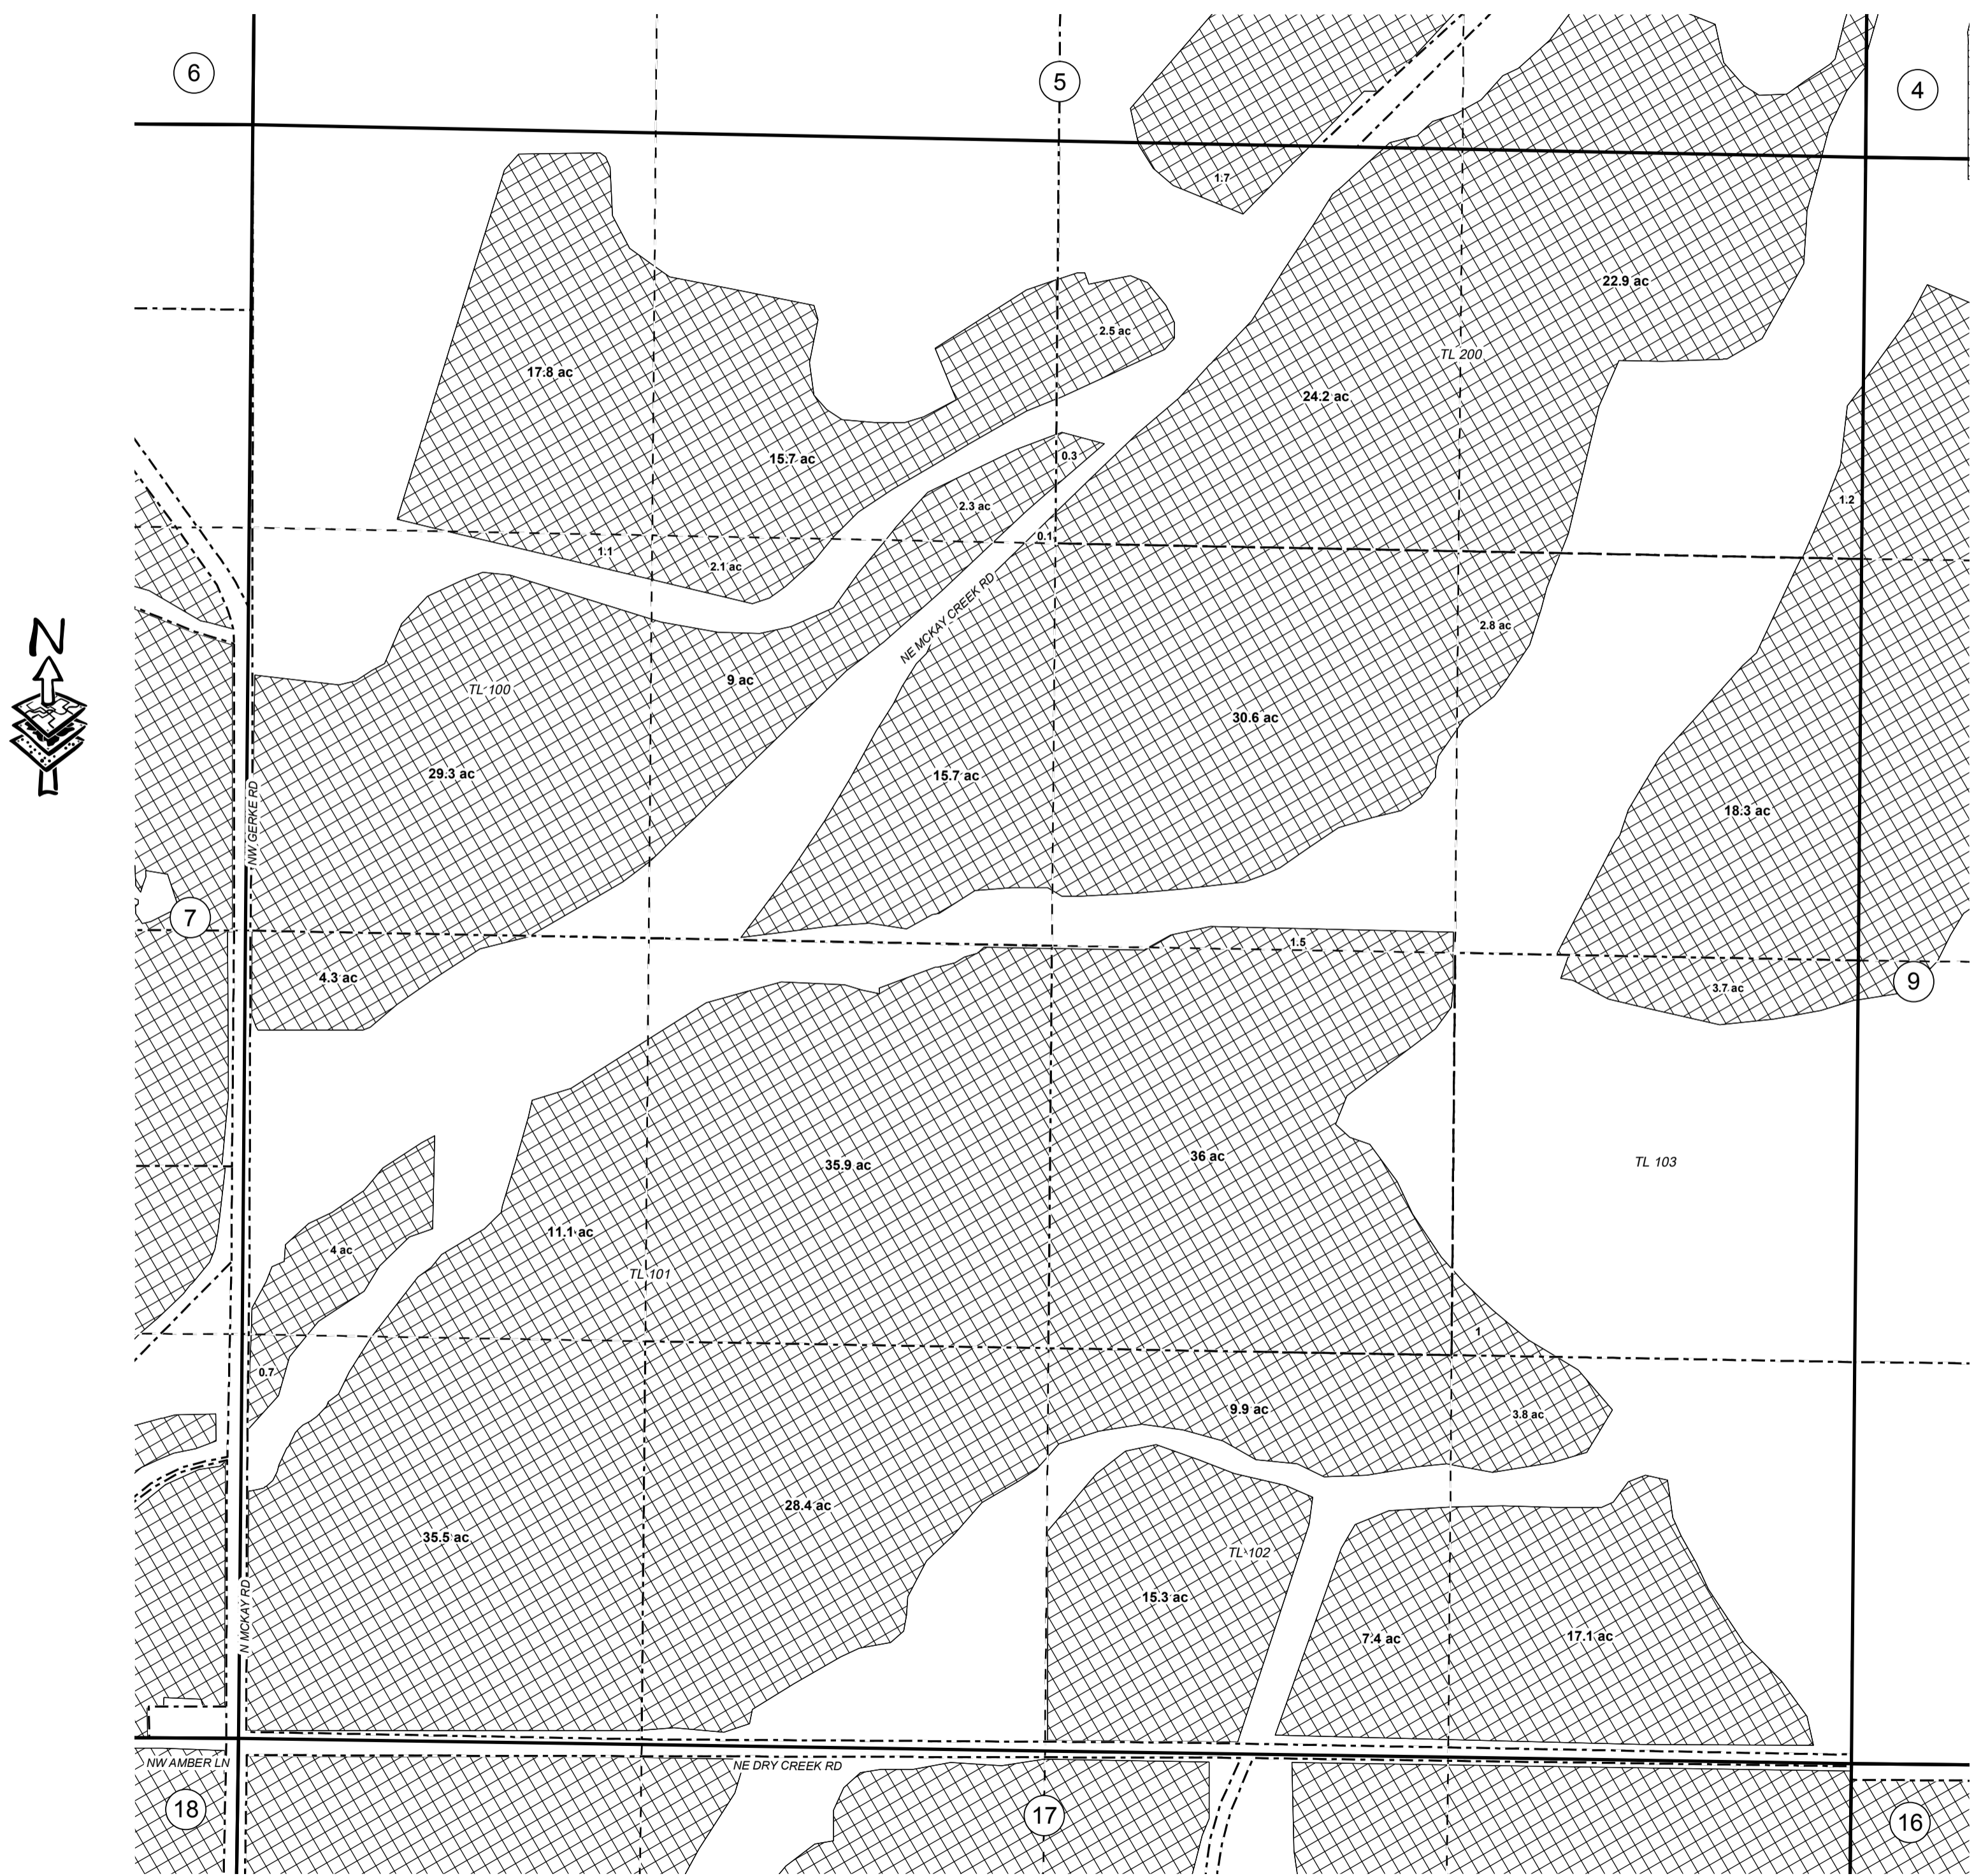 6
5
4
1.7
22.9 ac
2.5 ac
TL 200
17.8 ac
24.2 ac
15.7 ac
0.3
1.2
2.3 ac
0.1
1.1
2.1 ac
NE MCKAY CREEK RD
2.8 ac
N
9 ac
TL 100
30.6 ac
29.3 ac
15.7 ac
NW GERKE RD
18.3 ac
7
1.5
4.3 ac
9
3.7 ac
35.9 ac
36 ac
TL 103
11.1 ac
4 ac
TL 101
1
0.7
9.9 ac
3.8 ac
28.4 ac
35.5 ac
TL 102
15.3 ac
N MCKAY RD
7.4 ac
17.1 ac
NW AMBER LN
NE DRY CREEK RD
18
17
16